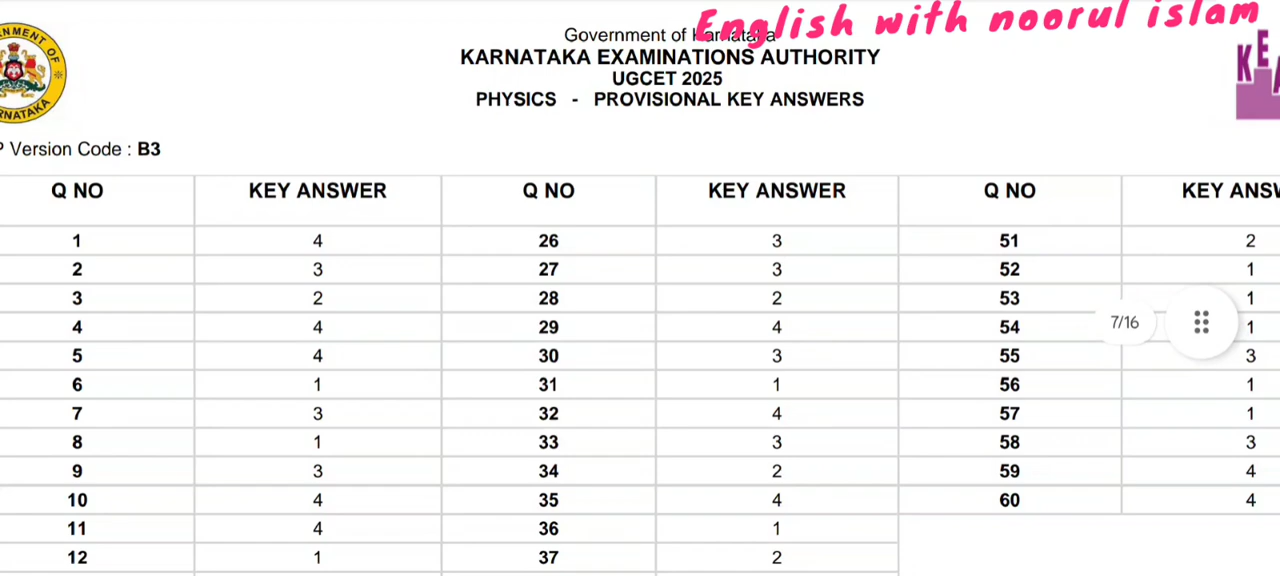 English with noorul islam
Government of Karnataka
KARNATAKA EXAMINATIONS AUTHORITY
UGCET 2025
PHYSICS - PROVISIONAL KEY ANSWERS
Version Code : B3
Q NO KEY ANSWER Q NO KEY ANSWER Q NO KEY ANSW
1 4 26 3 51 2
2 3 27 3 52 1
3 2 28 2 53 1
4 4 29 4 54 1
7/16
5 4 30 3 55 3
6 1 31 1 56 1
7 3 32 4 57 1
8 1 33 3 58 3
9 3 34 2 59 4
10 4 35 4 60 4
11 4 36 1
12 1 37 2